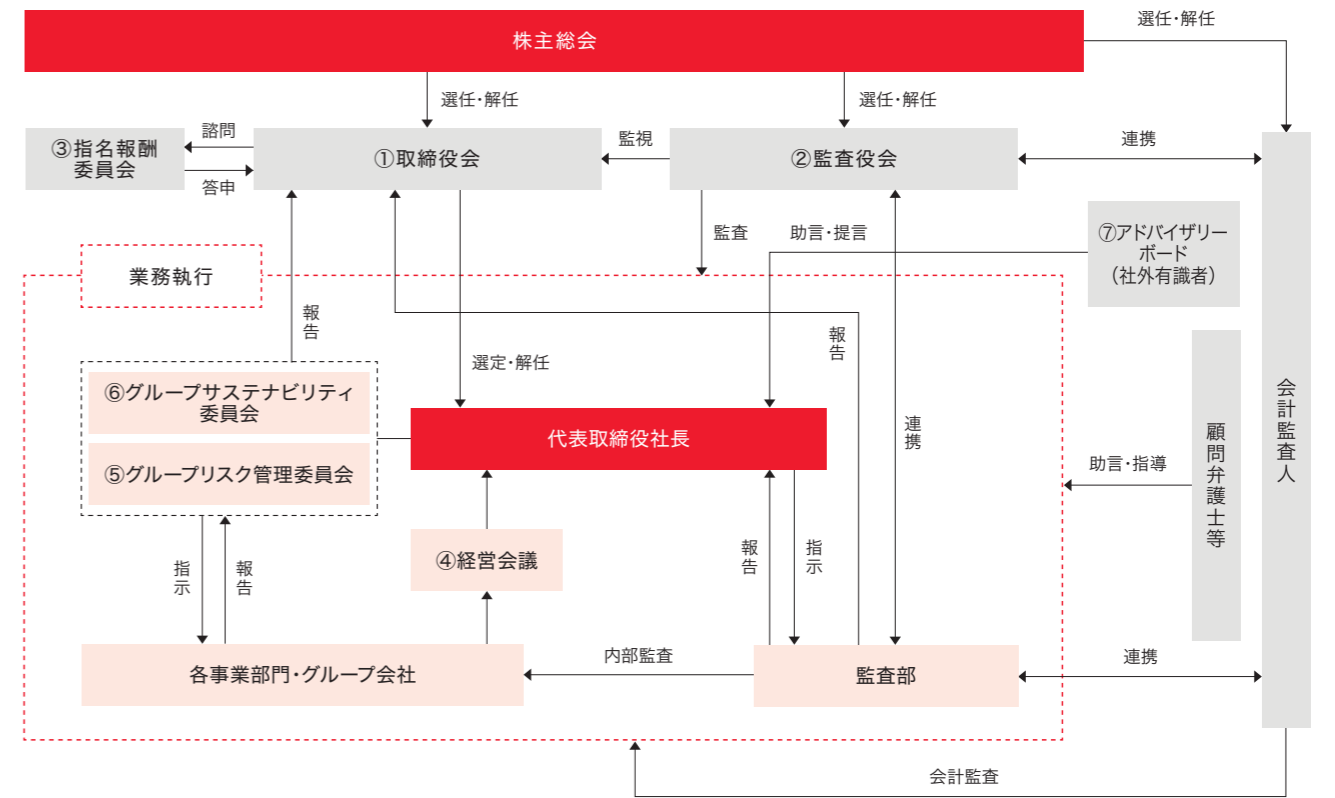 株主総会
選任・解任
選任・解任
選任・解任
③指名報酬
委員会
諮問
答申
①取締役会
監視
②監査役会
連携
監査
助言・提言
⑦アドバイザリー
ボード
（社外有識者）
業務執行
報告
選定・解任
報告
連携
⑥グループサステナビリティ
委員会
⑤グループリスク管理委員会
代表取締役社長
会計監査人
顧問弁護士等
助言・指導
④経営会議
指示
報告
報告
指示
各事業部門・グループ会社
内部監査
監査部
連携
会計監査